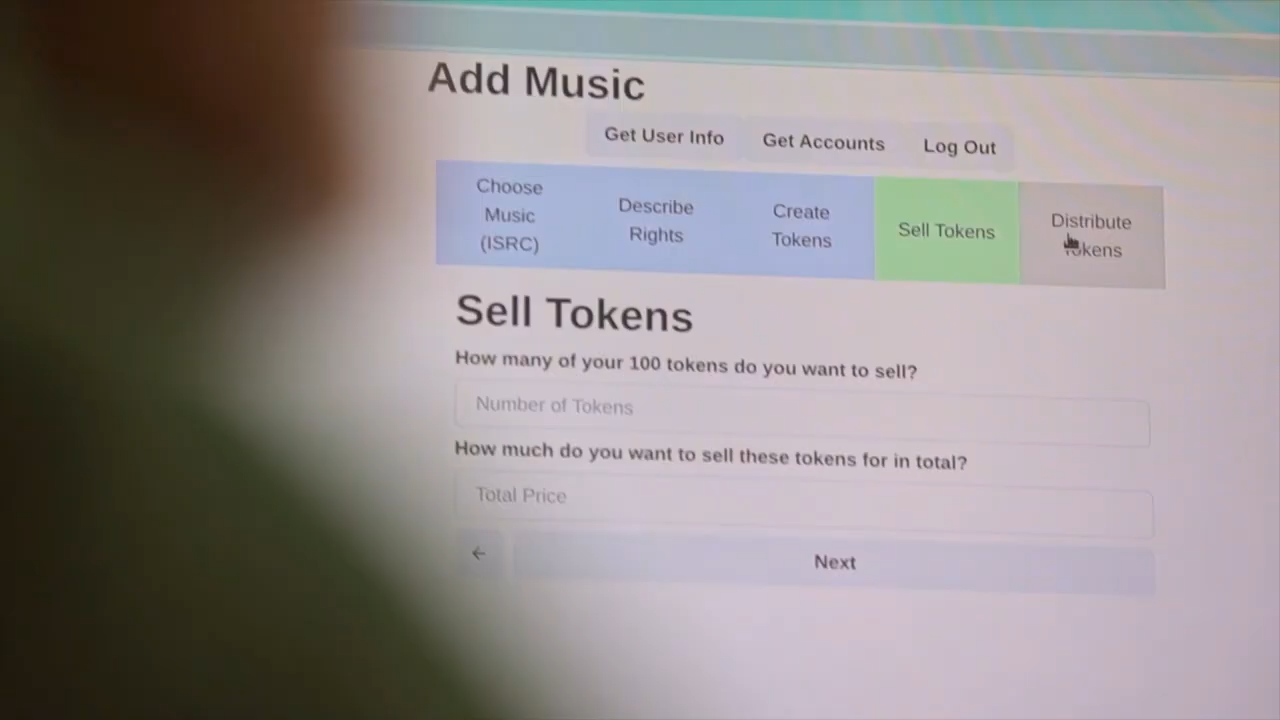 Add Music
Get User Info
Get Accounts
Log Out
Choose
Music
(ISRC)
Describe
Rights
Create
Tokens
Sell Tokens
Distribute
Tokens
Sell Tokens
How many of your 100 tokens do you want to sell?
Number of Tokens
How much do you want to sell these tokens for in total?
Total Price
←
Next